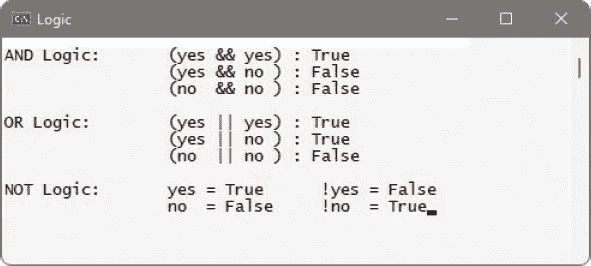 Logic
AND Logic: (yes && yes) : True
(yes && no ) : False
(no  && no ) : False
OR Logic: (yes || yes) : True
(yes || no ) : True
(no  || no ) : False
NOT Logic: yes = True !yes = False
no  = False !no  = True